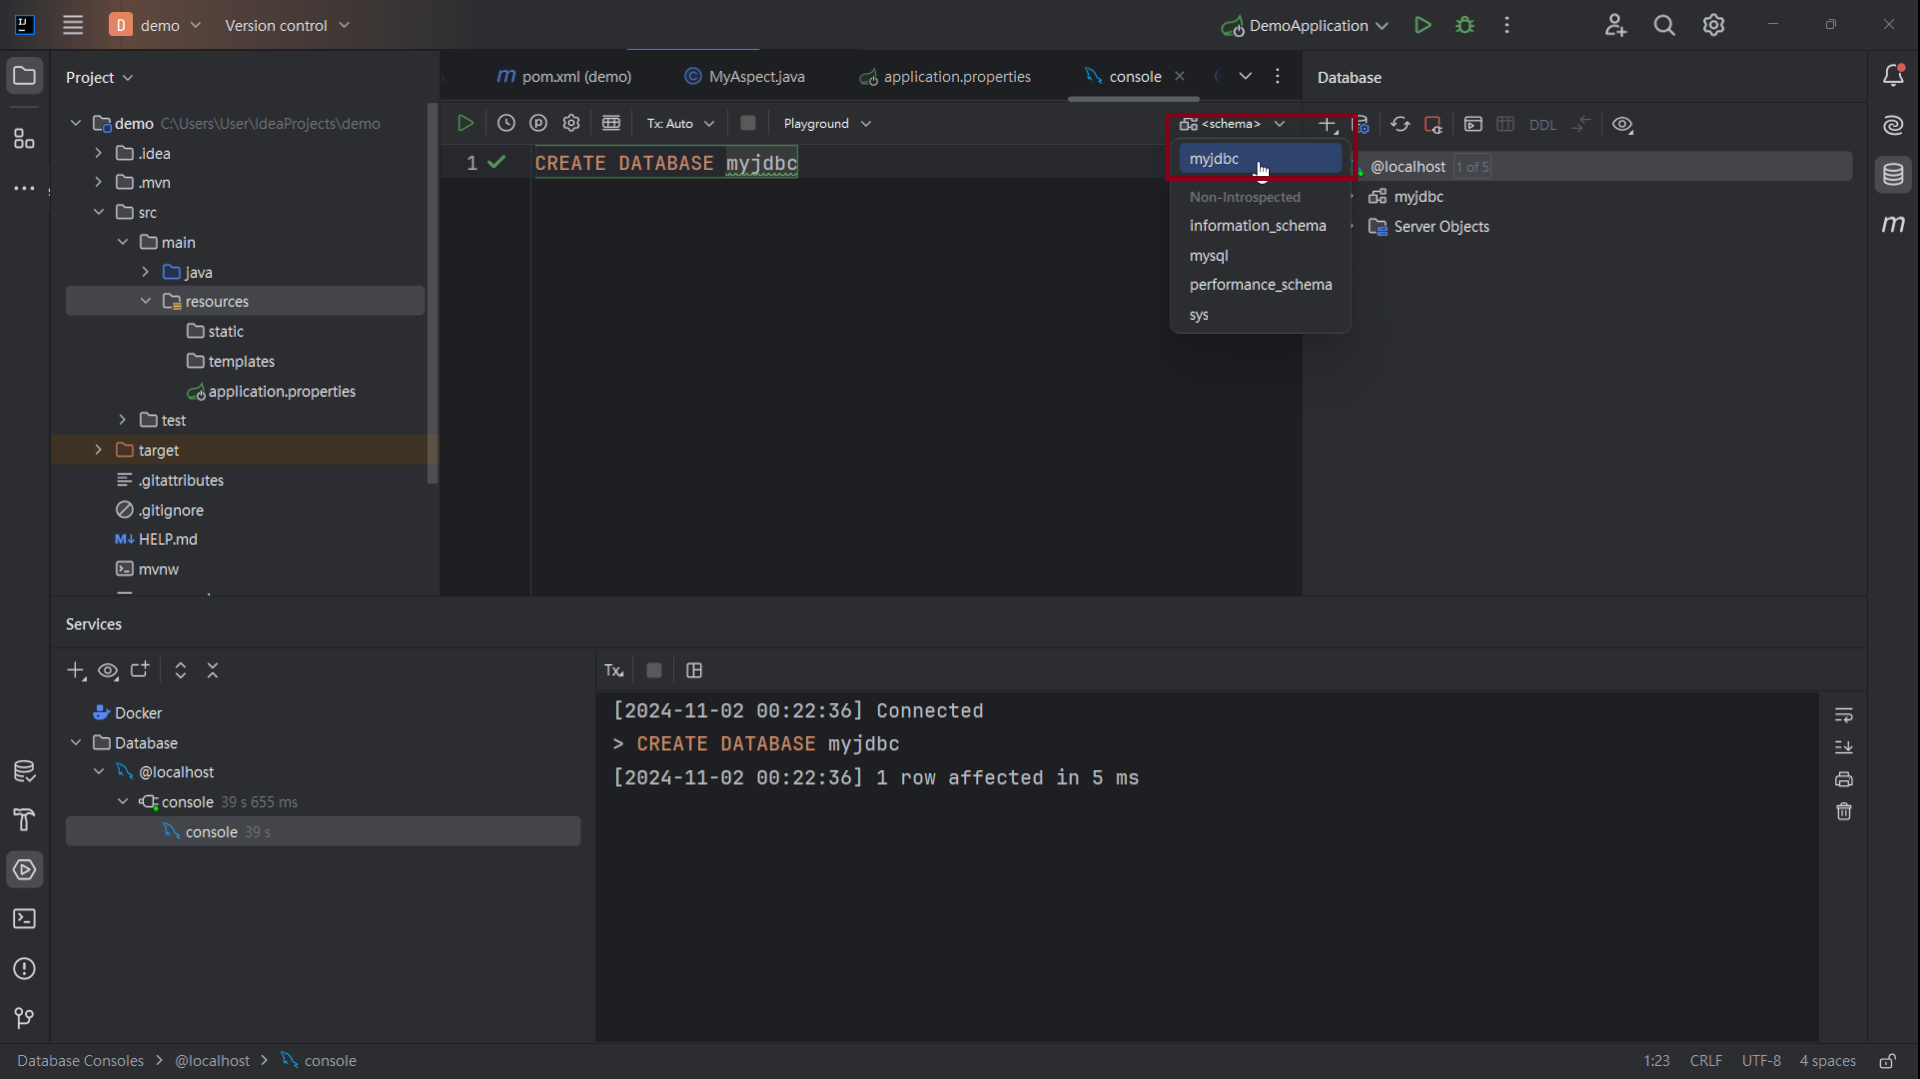 IJ
D demo Version control DemoApplication
Project
pom.xml (demo) MyAspect.java application.properties console Database
Tx: Auto Playground <schema> DDL
demo C:\Users\User\IdeaProjects\demo
.idea
.mvn
src
main
java
resources
static
templates
application.properties
test
target
.gitattributes
.gitignore
M↓ HELP.md
mvnw
1 CREATE DATABASE myjdbc
myjdbc
Non-Introspected
information_schema
mysql
performance_schema
sys
@localhost 1 of 5
myjdbc
Server Objects
m
Services
Tx
Docker
Database
@localhost
console 39 s 655 ms
console 39 s
[2024-11-02 00:22:36] Connected
> CREATE DATABASE myjdbc
[2024-11-02 00:22:36] 1 row affected in 5 ms
Database Consoles > @localhost > console 1:23 CRLF UTF-8 4 spaces